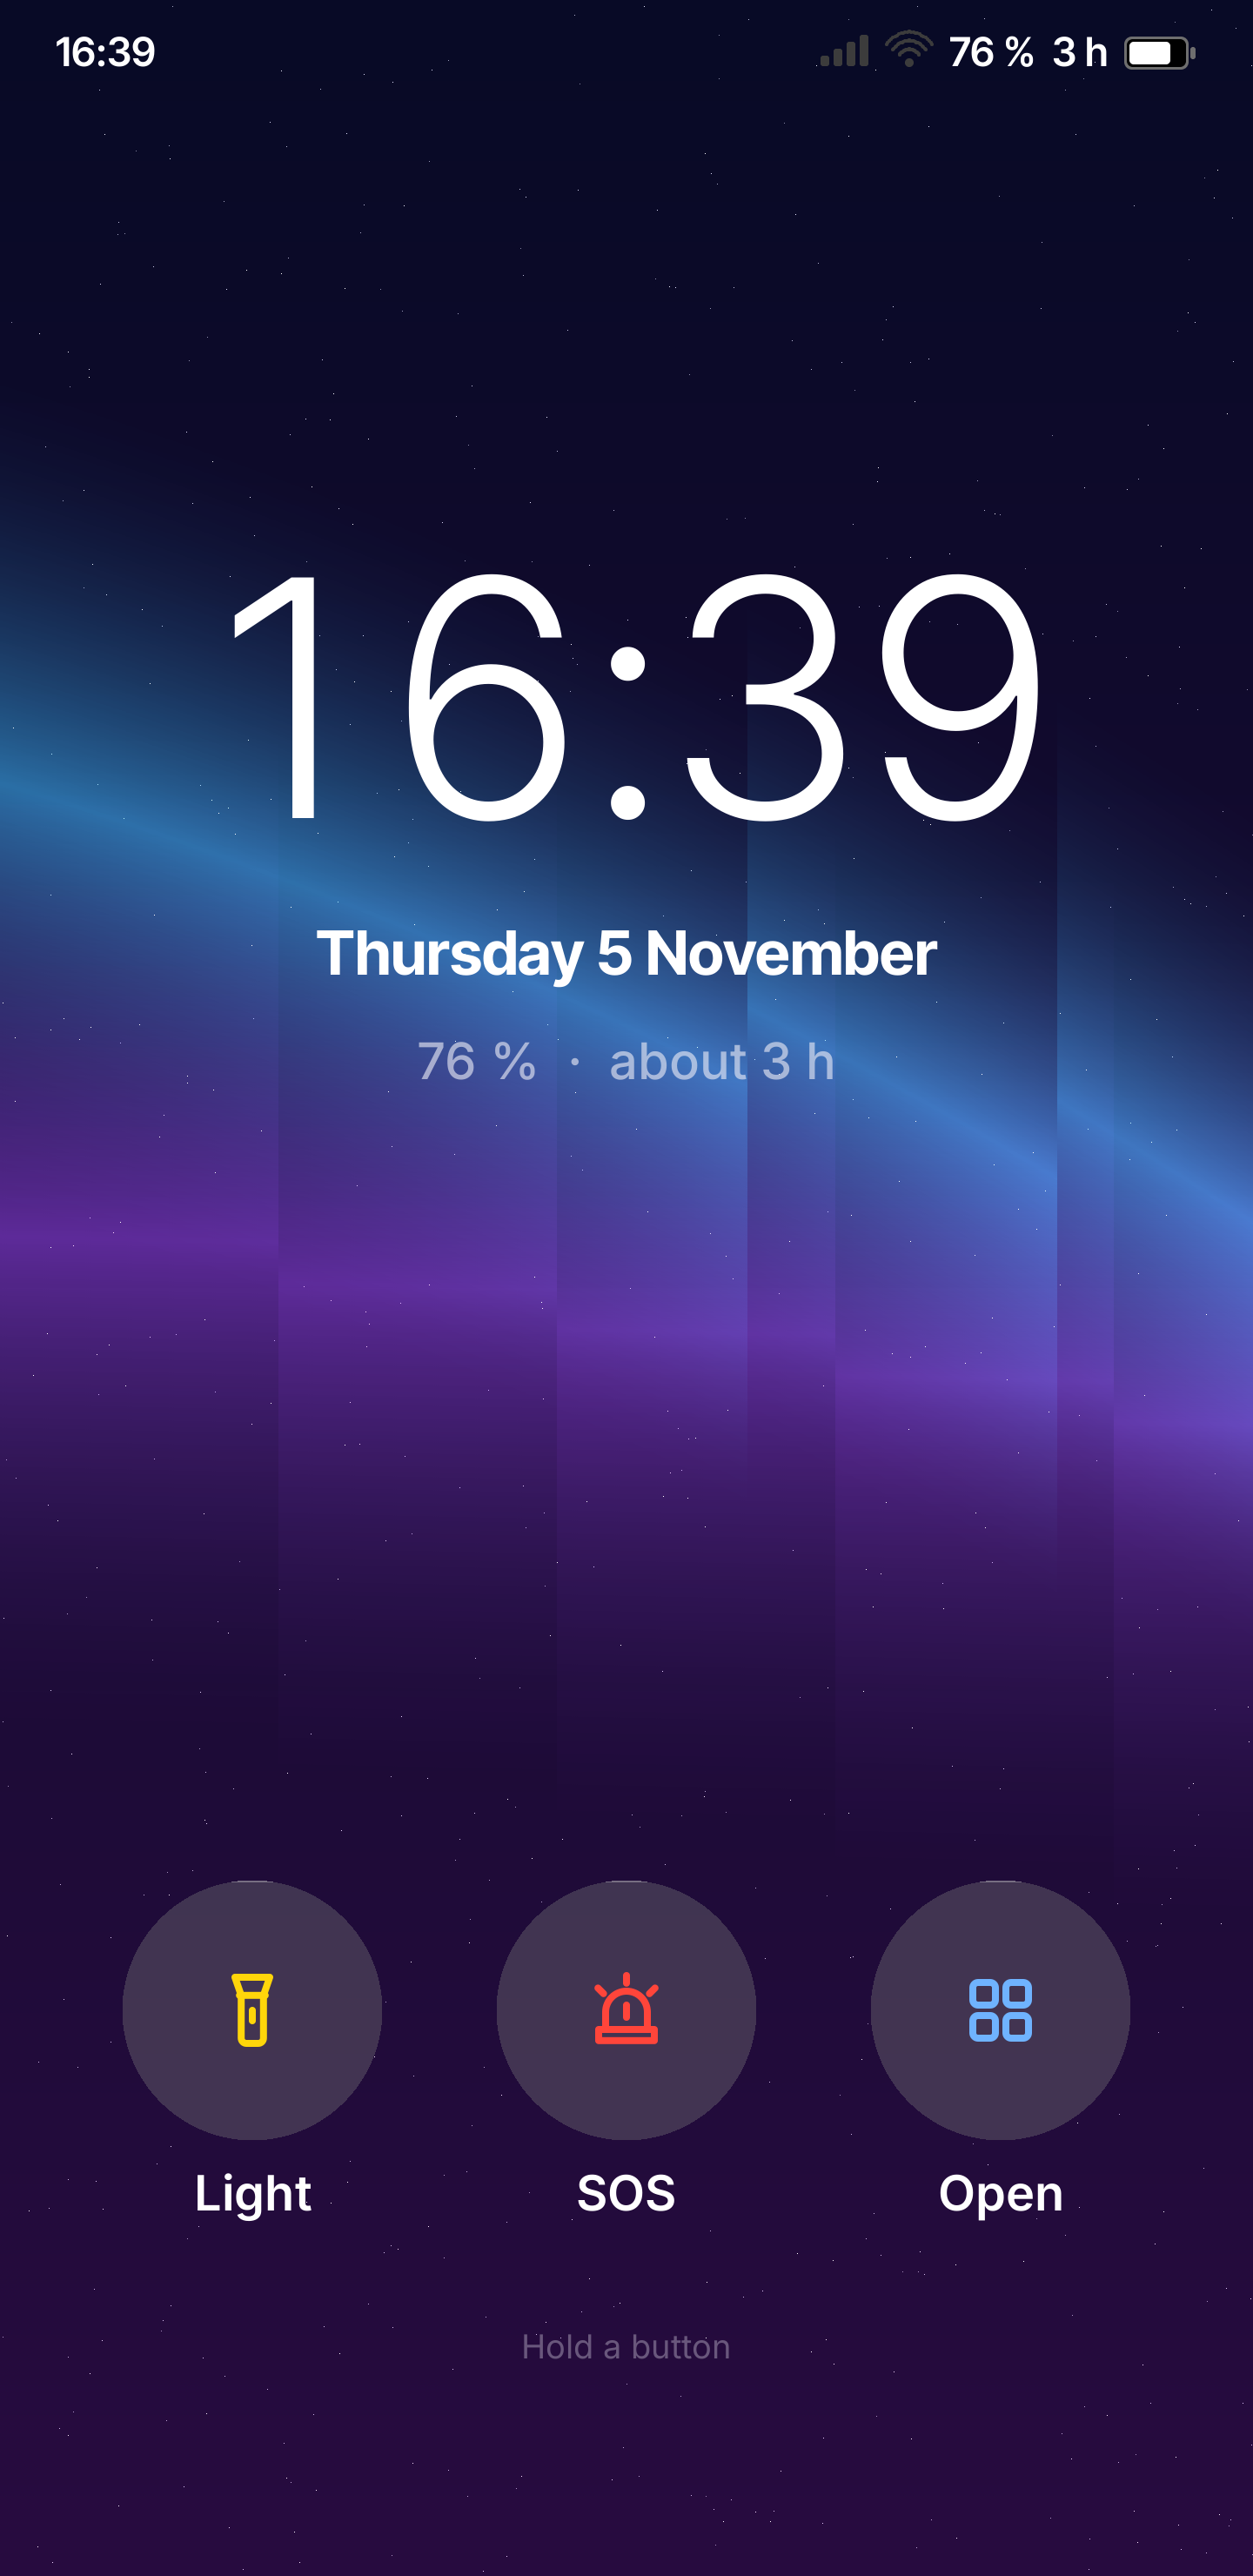 16:39 76 % 3 h
16:39
Thursday 5 November
76 % · about 3 h
Light SOS Open
Hold a button